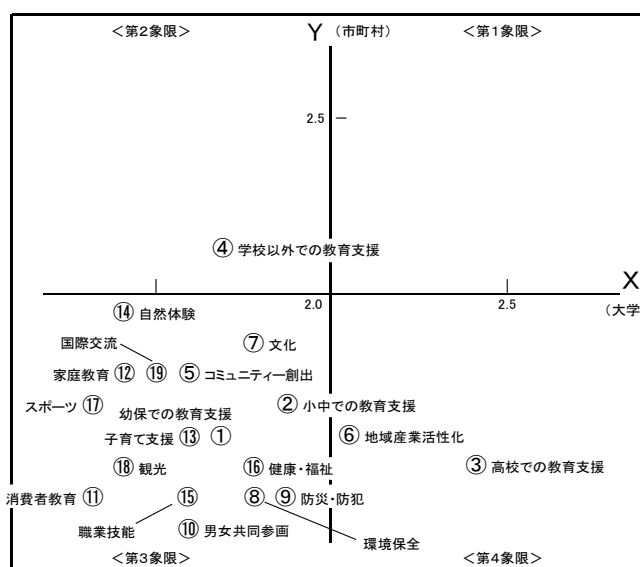 <第2象限> Y (市町村) <第1象限>
2.5
④ 学校以外での教育支援
X
2.0 2.5
(大学
⑭ 自然体験
国際交流 ⑦ 文化
家庭教育 ⑫ ⑲ ⑤ コミュニティー創出
スポーツ ⑰ ② 小中での教育支援
幼保での教育支援
子育て支援 ⑬ ① ⑥ 地域産業活性化
⑱ 観光 ⑯ 健康・福祉 ③ 高校での教育支援
消費者教育 ⑪ ⑮ ⑧ ⑨ 防災・防犯
職業技能 ⑩ 男女共同参画
環境保全
<第3象限> <第4象限>